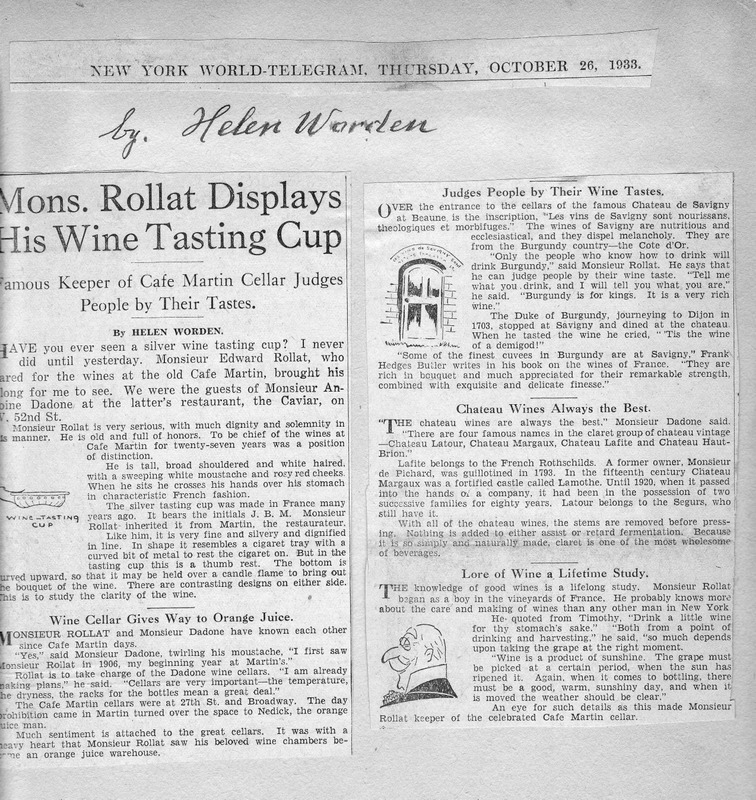 NEW YORK WORLD-TELEGRAM, THURSDAY, OCTOBER 26, 1933.
by. Helen Worden
Mons. Rollat Displays
His Wine Tasting Cup
Famous Keeper of Cafe Martin Cellar Judges
People by Their Tastes.
By HELEN WORDEN.
HAVE you ever seen a silver wine tasting cup? I never
did until yesterday. Monsieur Edward Rollat, who
ared for the wines at the old Cafe Martin, brought his
long for me to see. We were the guests of Monsieur An-
oine Dadone at the latter's restaurant, the Caviar, on
W. 52nd St.
Monsieur Rollat is very serious, with much dignity and solemnity in
is manner. He is old and full of honors. To be chief of the wines at
Cafe Martin for twenty-seven years was a position
of distinction.
He is tall, broad shouldered and white haired,
with a sweeping white moustache and rosy red cheeks.
When he sits he crosses his hands over his stomach
in characteristic French fashion.
The silver tasting cup was made in France many
years ago. It bears the initials J. B. M. Monsieur
Rollat inherited it from Martin, the restaurateur.
WINE-TASTING
CUP
Like him, it is very fine and silvery and dignified
in line. In shape it resembles a cigaret tray with a
curved bit of metal to rest the cigaret on. But in the
tasting cup this is a thumb rest. The bottom is
urved upward, so that it may be held over a candle flame to bring out
he bouquet of the wine. There are contrasting designs on either side.
This is to study the clarity of the wine.
Wine Cellar Gives Way to Orange Juice.
MONSIEUR ROLLAT and Monsieur Dadone have known each other
since Cafe Martin days.
"Yes," said Monsieur Dadone, twirling his moustache, "I first saw
Monsieur Rollat in 1906, my beginning year at Martin's."
Rollat is to take charge of the Dadone wine cellars. "I am already
making plans," he said. "Cellars are very important—the temperature,
he dryness, the racks for the bottles mean a great deal."
The Cafe Martin cellars were at 27th St. and Broadway. The day
prohibition came in Martin turned over the space to Nedick, the orange
juice man.
Much sentiment is attached to the great cellars. It was with a
heavy heart that Monsieur Rollat saw his beloved wine chambers be-
me an orange juice warehouse.
Judges People by Their Wine Tastes.
OVER the entrance to the cellars of the famous Chateau de Savigny
at Beaune is the inscription, "Les vins de Savigny sont nourissans,
theologiques et morbifuges." The wines of Savigny are nutritious and
ecclesiastical, and they dispel melancholy. They are
from the Burgundy country—the Cote d'Or.
"Only the people who know how to drink will
drink Burgundy," said Monsieur Rollat. He says that
he can judge people by their wine taste. "Tell me
what you drink, and I will tell you what you are,"
he said. "Burgundy is for kings. It is a very rich
wine."
The Duke of Burgundy, journeying to Dijon in
1703, stopped at Savigny and dined at the chateau.
When he tasted the wine he cried, "'Tis the wine
of a demigod!"
"Some of the finest cuvees in Burgundy are at Savigny," Frank
Hedges Butler writes in his book on the wines of France. "They are
rich in bouquet and much appreciated for their remarkable strength,
combined with exquisite and delicate finesse."
Chateau Wines Always the Best.
"THE chateau wines are always the best," Monsieur Dadone said.
"There are four famous names in the claret group of chateau vintage
—Chateau Latour, Chateau Margaux, Chateau Lafite and Chateau Haut-
Brion."
Lafite belongs to the French Rothschilds. A former owner, Monsieur
de Pichard, was guillotined in 1793. In the fifteenth century Chateau
Margaux was a fortified castle called Lamothe. Until 1920, when it passed
into the hands of a company, it had been in the possession of two
successive families for eighty years. Latour belongs to the Segurs, who
still have it.
With all of the chateau wines, the stems are removed before press-
ing. Nothing is added to either assist or retard fermentation. Because
it is so simply and naturally made, claret is one of the most wholesome
of beverages.
Lore of Wine a Lifetime Study.
THE knowledge of good wines is a lifelong study. Monsieur Rollat
began as a boy in the vineyards of France. He probably knows more
about the care and making of wines than any other man in New York
He quoted from Timothy, "Drink a little wine
for thy stomach's sake." "Both from a point of
drinking and harvesting," he said, "so much depends
upon taking the grape at the right moment.
"Wine is a product of sunshine. The grape must
be picked at a certain period, when the sun has
ripened it. Again, when it comes to bottling, there
must be a good, warm, sunshiny day, and when it
is moved the weather should be clear."
An eye for such details as this made Monsieur
Rollat keeper of the celebrated Cafe Martin cellar.